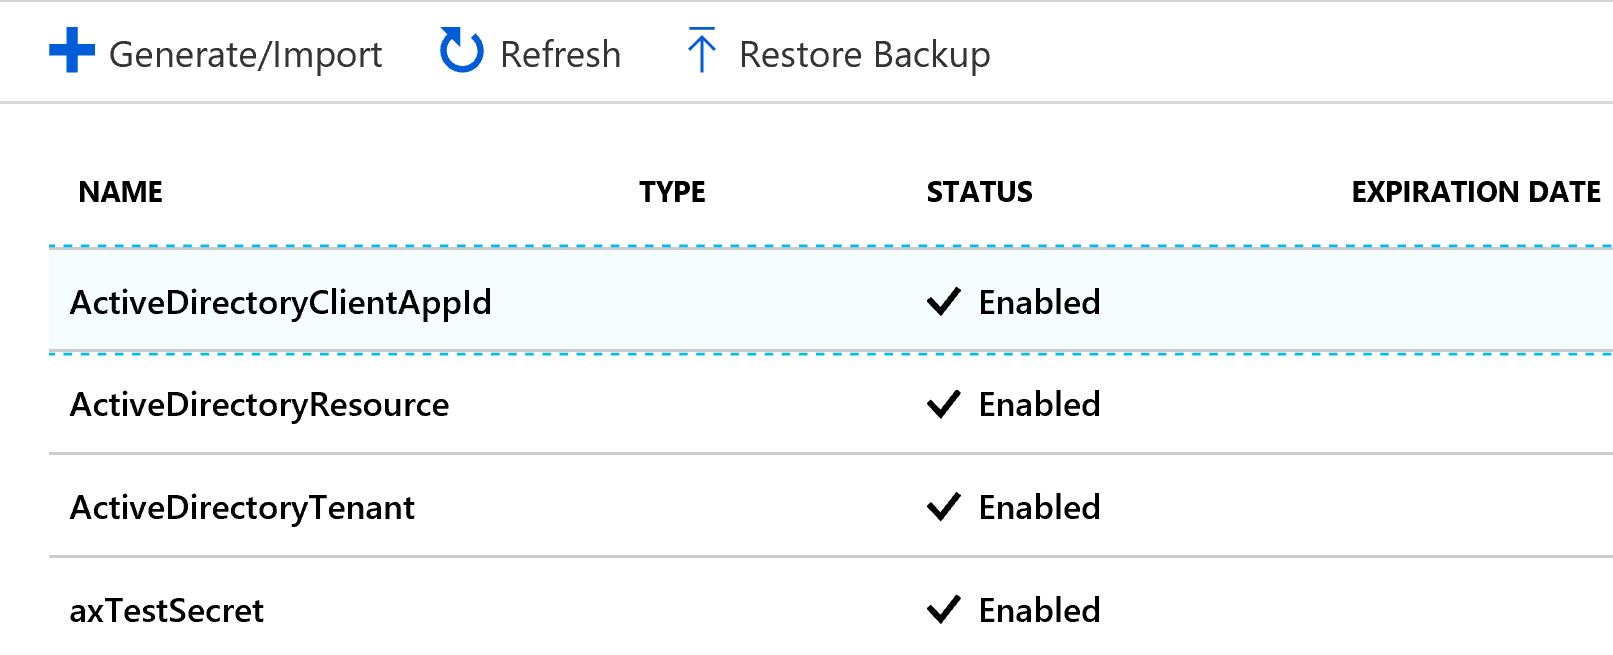 Generate/Import Refresh Restore Backup
NAME TYPE STATUS EXPIRATION DATE
ActiveDirectoryClientAppId Enabled
ActiveDirectoryResource Enabled
ActiveDirectoryTenant Enabled
axTestSecret Enabled